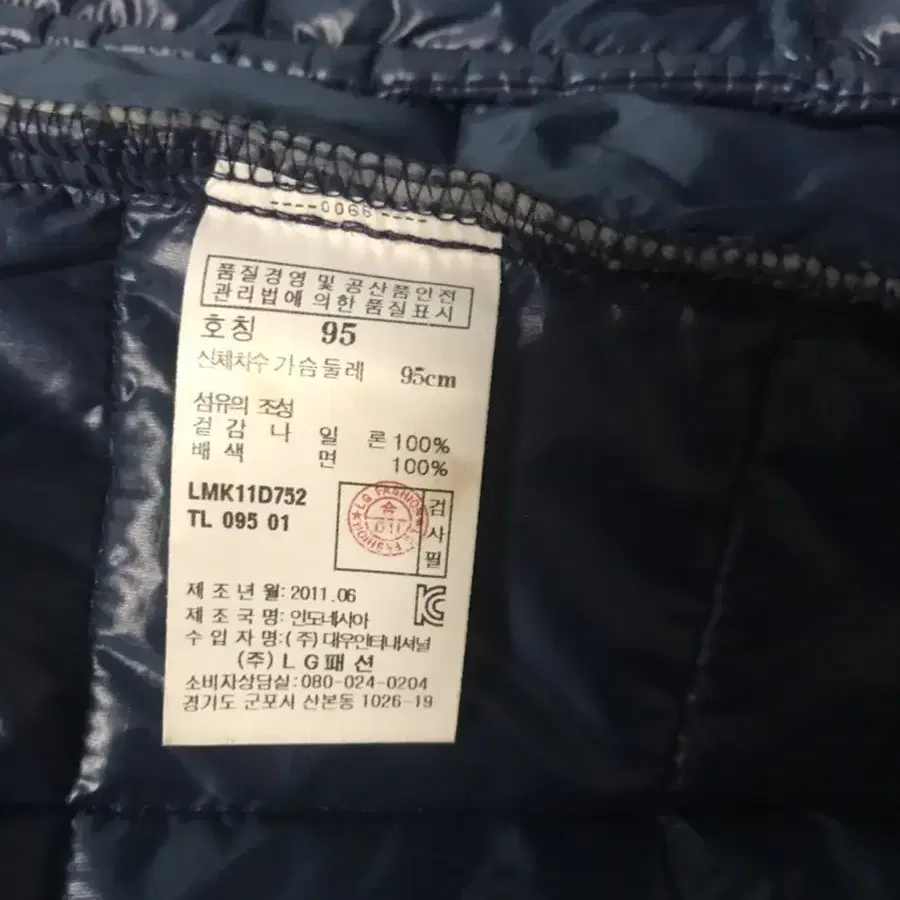 ----0066----
품질경영 및 공산품안전
관리법에 의한 품질표시
호칭 95
신체치수 가슴둘레 95cm
섬유의 조성
겉 감 나 일 론 100%
배 색 면 100%
LMK11D752
TL 095 01
LG FASHION
合
검사필
제조년월: 2011.06
제조국명: 인도네시아
수입자명: (주)대우인터내셔널
(주) L G 패션
소비자상담실: 080-024-0204
경기도 군포시 산본동 1026-19